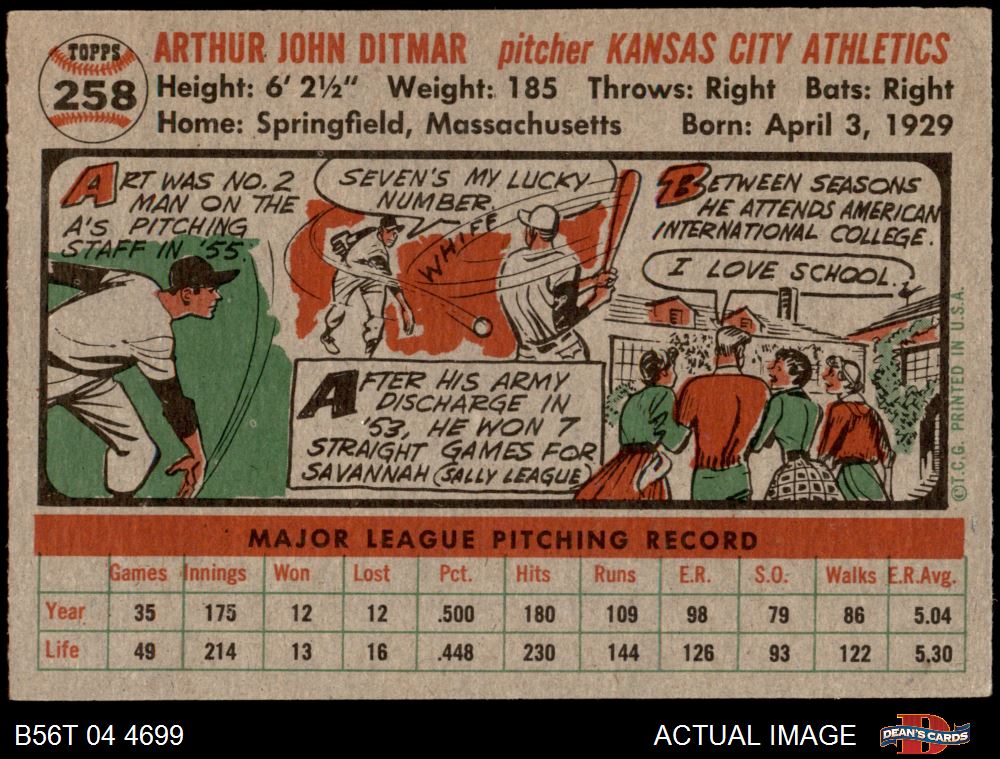 TOPPS
258
ARTHUR JOHN DITMAR pitcher KANSAS CITY ATHLETICS
Height: 6' 2½" Weight: 185 Throws: Right Bats: Right
Home: Springfield, Massachusetts Born: April 3, 1929
ART WAS NO. 2
MAN ON THE
A'S PITCHING
STAFF IN '55.
SEVEN'S MY LUCKY
NUMBER.
WHIFF
AFTER HIS ARMY
DISCHARGE IN
'53, HE WON 7
STRAIGHT GAMES FOR
SAVANNAH (SALLY LEAGUE)
BETWEEN SEASONS
HE ATTENDS AMERICAN
INTERNATIONAL COLLEGE.
I LOVE SCHOOL.
©T.C.G. PRINTED IN U.S.A.
MAJOR LEAGUE PITCHING RECORD
Games Innings Won Lost Pct. Hits Runs E.R. S.O. Walks E.R.Avg.
Year 35 175 12 12 .500 180 109 98 79 86 5.04
Life 49 214 13 16 .448 230 144 126 93 122 5.30
B56T 04 4699 ACTUAL IMAGE
D
DEAN'S CARDS